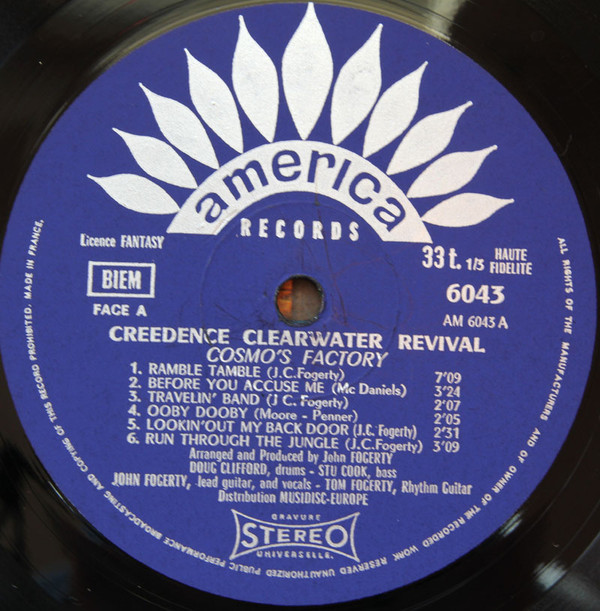 america
RECORDS
Licence FANTASY
33 t. 1/3 HAUTE FIDELITE
BIEM
6043
FACE A
AM 6043 A
CREEDENCE CLEARWATER REVIVAL
COSMO'S FACTORY
1. RAMBLE TAMBLE (J.C.Fogerty) 7'09
2. BEFORE YOU ACCUSE ME (Mc Daniels) 3'24
3. TRAVELIN' BAND (J C. Fogerty) 2'07
4. OOBY DOOBY (Moore - Penner) 2'05
5. LOOKIN'OUT MY BACK DOOR (J.C. Fogerty) 2'31
6. RUN THROUGH THE JUNGLE (J.C.Fogerty) 3'09
Arranged and Produced by John FOGERTY
DOUG CLIFFORD, drums - STU COOK, bass
JOHN FOGERTY, lead guitar, and vocals - TOM FOGERTY, Rhythm Guitar
Distribution MUSIDISC-EUROPE
GRAVURE
STEREO
UNIVERSELLE.
ALL RIGHTS OF THE MANUFACTURERS AND OF OWNER OF THE RECORDED WORK RESERVED UNAUTHORIZED PUBLIC PERFORMANCE BROADCASTING AND COPYING OF THIS RECORD PROHIBITED. MADE IN FRANCE.